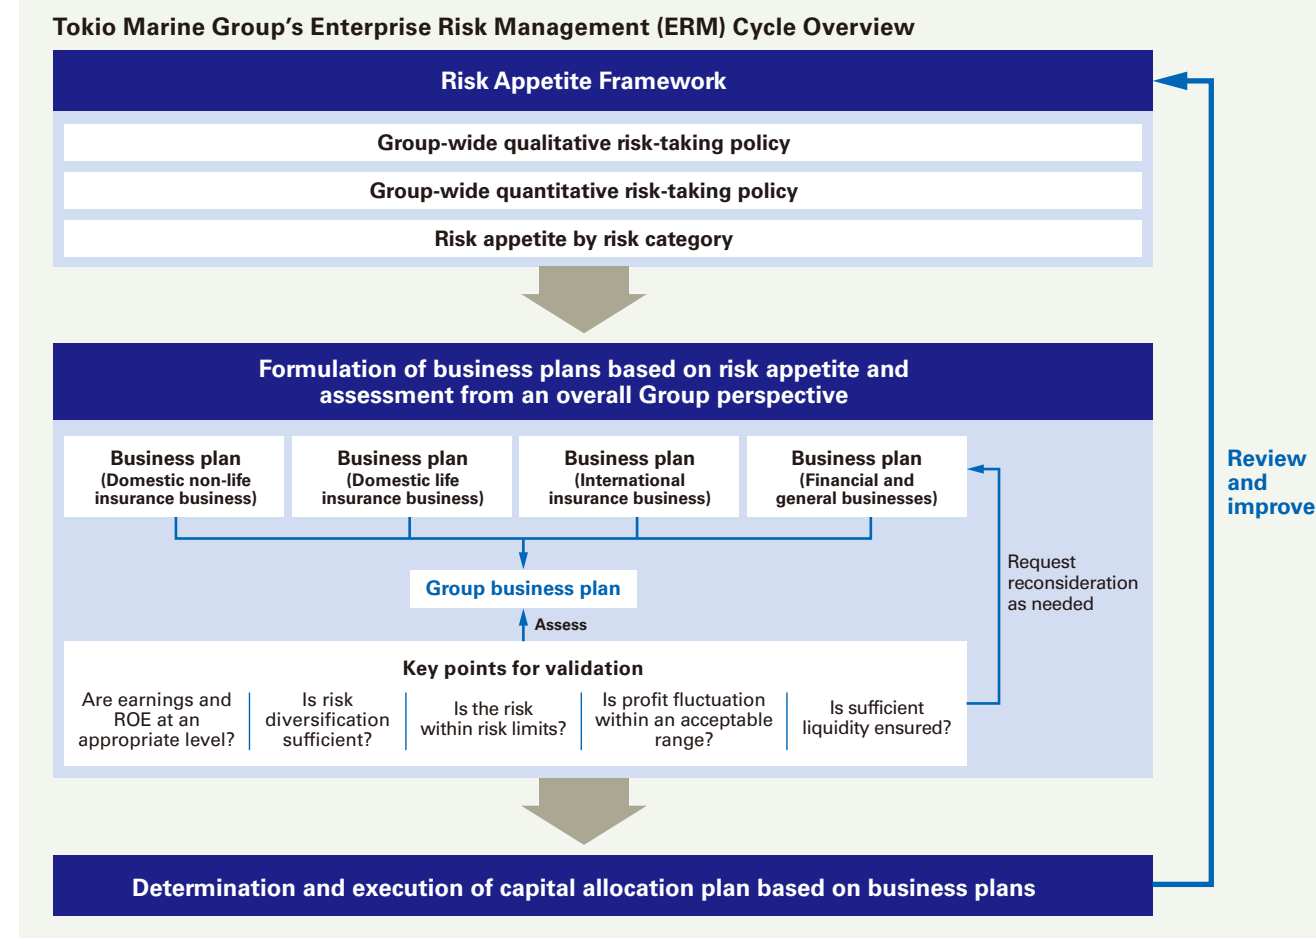 Tokio Marine Group’s Enterprise Risk Management (ERM) Cycle Overview
Risk Appetite Framework
Group-wide qualitative risk-taking policy
Group-wide quantitative risk-taking policy
Risk appetite by risk category
Formulation of business plans based on risk appetite and
assessment from an overall Group perspective
Business plan
(Domestic non-life
insurance business)
Business plan
(Domestic life
insurance business)
Business plan
(International
insurance business)
Business plan
(Financial and
general businesses)
Group business plan
Assess
Key points for validation
Are earnings and
ROE at an
appropriate level?
Is risk
diversification
sufficient?
Is the risk
within risk limits?
Is profit fluctuation
within an acceptable
range?
Is sufficient
liquidity ensured?
Request
reconsideration
as needed
Determination and execution of capital allocation plan based on business plans
Review
and
improve